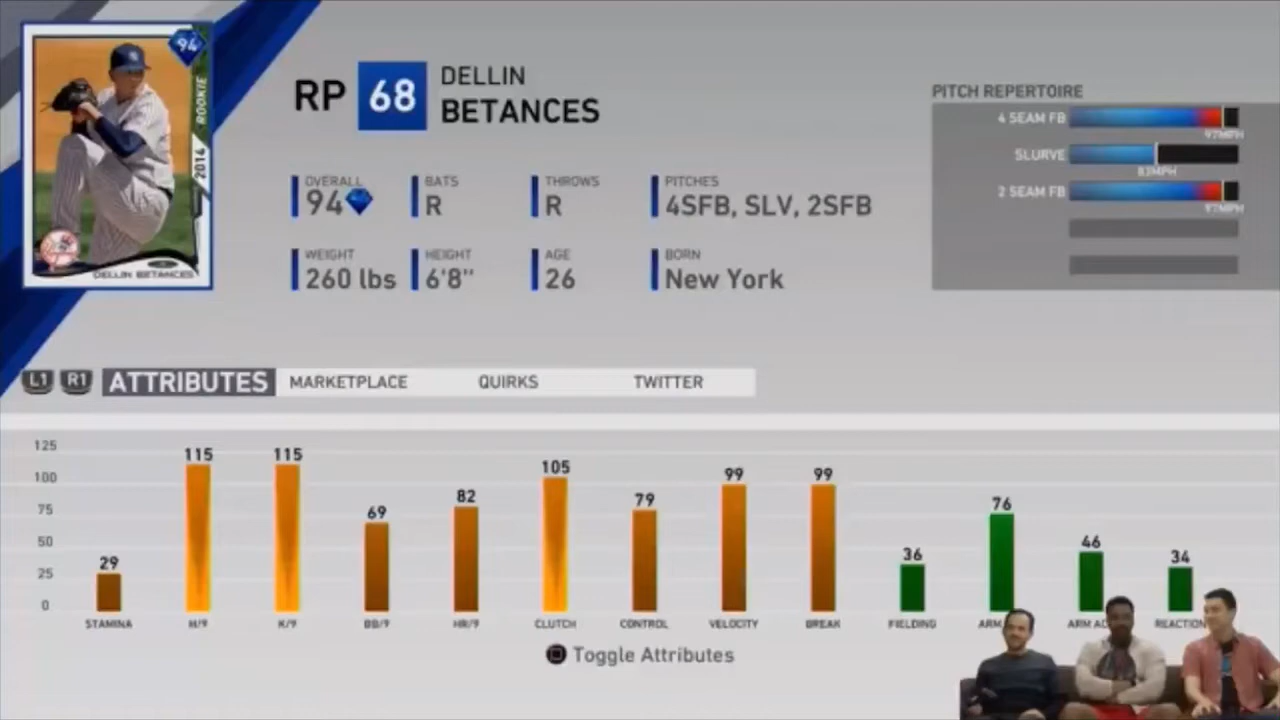 94
ROOKIE
2014
DELLIN BETANCES
RP 68 DELLIN
BETANCES
OVERALL BATS THROWS PITCHES
94 R R 4SFB, SLV, 2SFB
WEIGHT HEIGHT AGE BORN
260 lbs 6'8" 26 New York
PITCH REPERTOIRE
4 SEAM FB
97MPH
SLURVE
83MPH
2 SEAM FB
97MPH
L1 R1 ATTRIBUTES MARKETPLACE QUIRKS TWITTER
125
100
75
50
25
0
29 115 115 69 82 105 79 99 99 36 76 46 34
STAMINA H/9 K/9 BB/9 HR/9 CLUTCH CONTROL VELOCITY BREAK FIELDING ARM ARM AC REACTION
Toggle Attributes